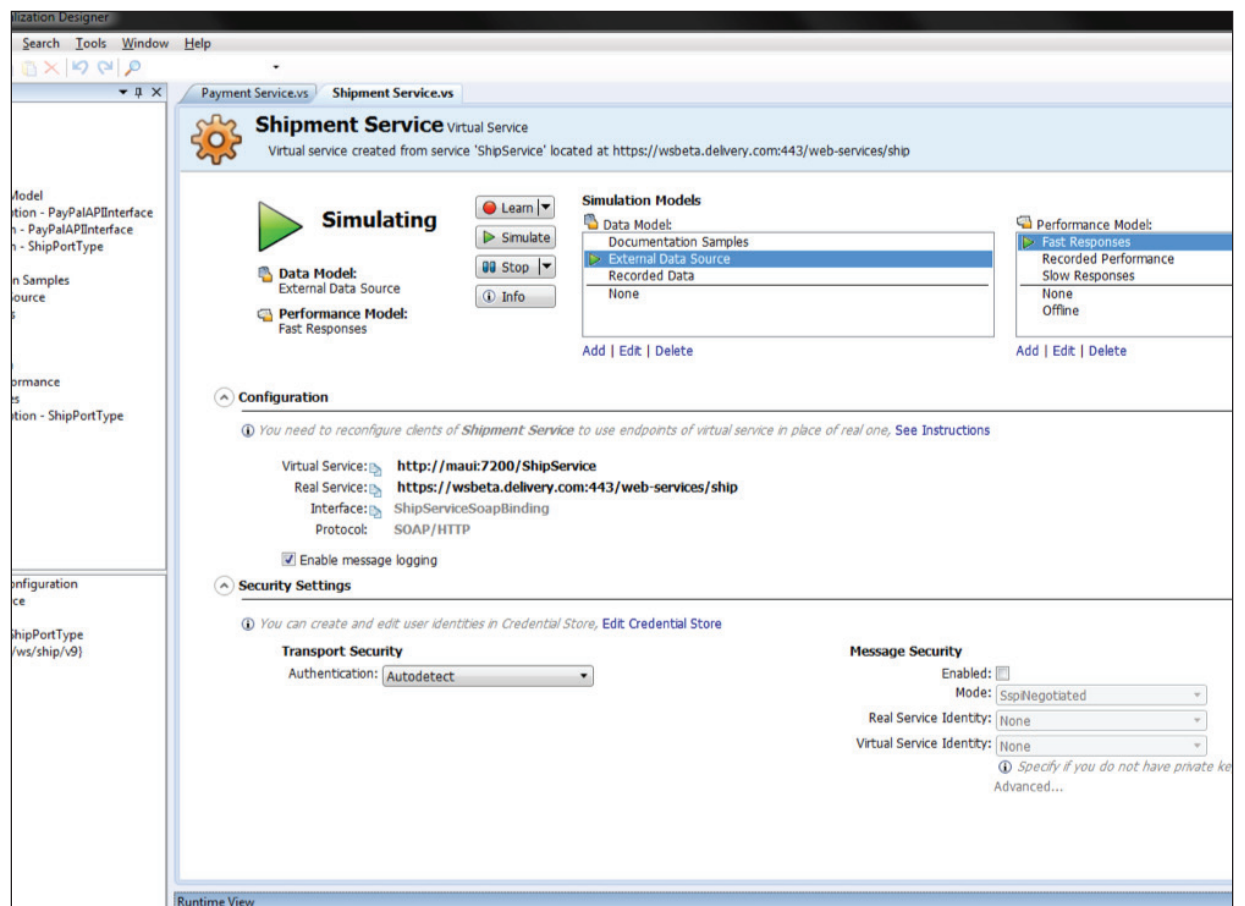 lization Designer
Search Tools Window Help
Payment Service.vs Shipment Service.vs
Shipment Service Virtual Service
Virtual service created from service 'ShipService' located at https://wsbeta.delivery.com:443/web-services/ship
Model
tion - PayPalAPIInterface
n - PayPalAPIInterface
n - ShipPortType
n Samples
ource
s
ormance
es
tion - ShipPortType
onfiguration
ce
ShipPortType
/ws/ship/v9}
Simulating
Data Model:
External Data Source
Performance Model:
Fast Responses
Learn
Simulate
Stop
Info
Simulation Models
Data Model:
Documentation Samples
External Data Source
Recorded Data
None
Add | Edit | Delete
Performance Model:
Fast Responses
Recorded Performance
Slow Responses
None
Offline
Add | Edit | Delete
Configuration
You need to reconfigure clients of Shipment Service to use endpoints of virtual service in place of real one, See Instructions
Virtual Service: http://maui:7200/ShipService
Real Service: https://wsbeta.delivery.com:443/web-services/ship
Interface: ShipServiceSoapBinding
Protocol: SOAP/HTTP
Enable message logging
Security Settings
You can create and edit user identities in Credential Store, Edit Credential Store
Transport Security
Authentication: Autodetect
Message Security
Enabled:
Mode: SspiNegotiated
Real Service Identity: None
Virtual Service Identity: None
Specify if you do not have private ke
Advanced...
Runtime View